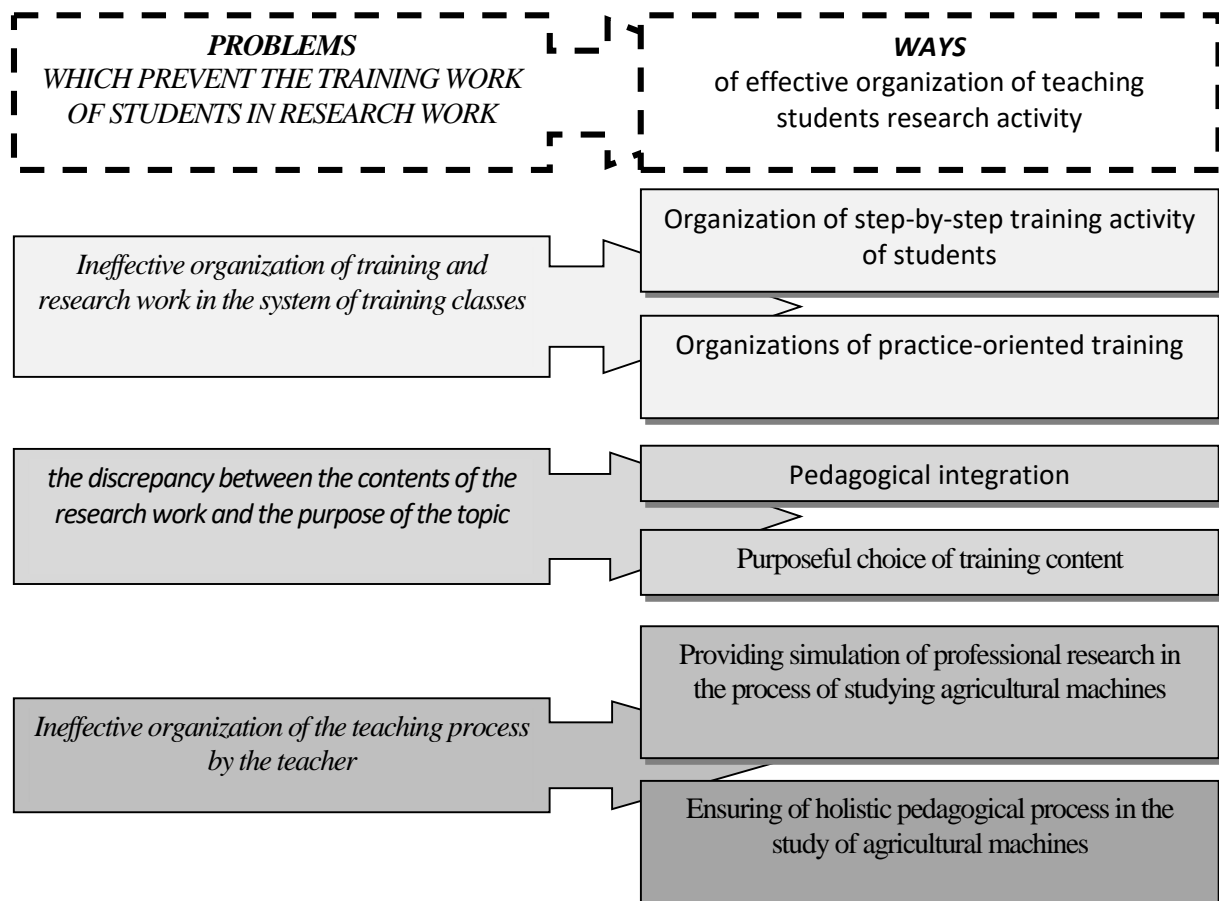 PROBLEMS
WHICH PREVENT THE TRAINING WORK
OF STUDENTS IN RESEARCH WORK
WAYS
of effective organization of teaching
students research activity
Ineffective organization of training and
research work in the system of training classes
Organization of step-by-step training activity
of students
Organizations of practice-oriented training
the discrepancy between the contents of the
research work and the purpose of the topic
Pedagogical integration
Purposeful choice of training content
Ineffective organization of the teaching process
by the teacher
Providing simulation of professional research in
the process of studying agricultural machines
Ensuring of holistic pedagogical process in the
study of agricultural machines